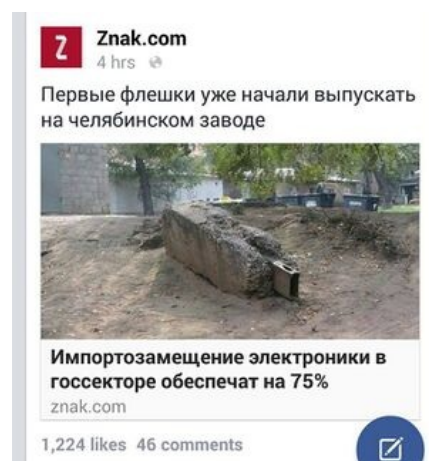 Z
Znak.com
4 hrs
Первые флешки уже начали выпускать
на челябинском заводе
Импортозамещение электроники в
госсекторе обеспечат на 75%
znak.com
1,224 likes 46 comments